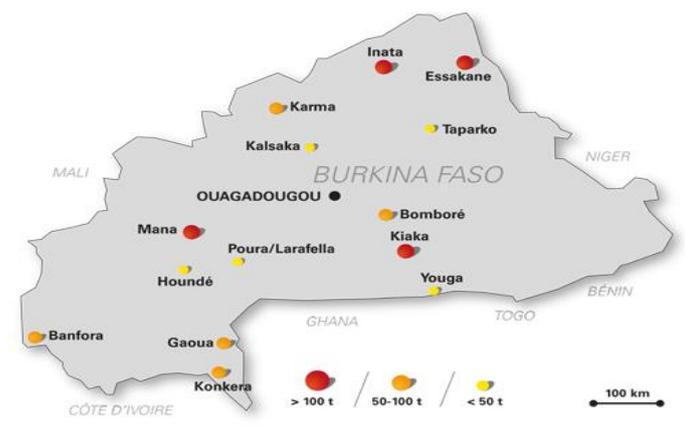 Inata
Essakane
Karma
Taparko
Kalsaka
NIGER
MALI
BURKINA FASO
OUAGADOUGOU
Bomboré
Mana
Kiaka
Poura/Larafella
Houndé
Youga
BÉNIN
GHANA
TOGO
Banfora
Gaoua
Konkera
> 100 t
50-100 t
< 50 t
100 km
CÔTE D'IVOIRE